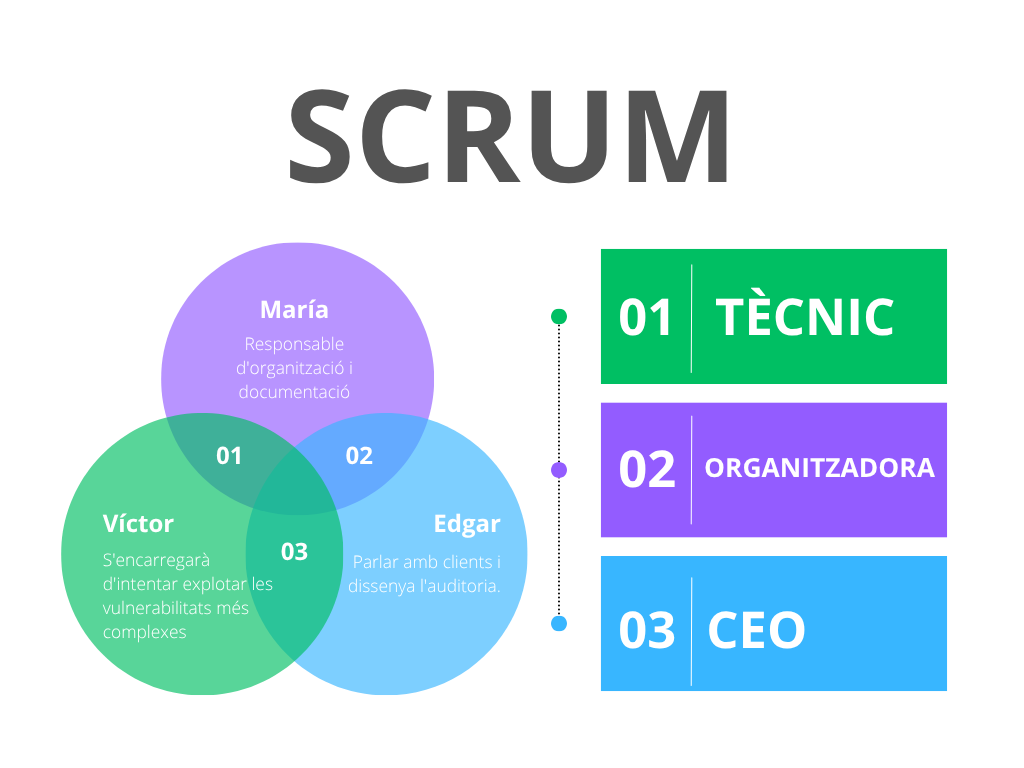 SCRUM
María
Responsable
d'organització i
documentació
01
02
Víctor
S'encarregarà
d'intentar explotar les
vulnerabilitats més
complexes
03
Edgar
Parlar amb clients i
dissenya l'auditoria.
01 TÈCNIC
02 ORGANITZADORA
03 CEO